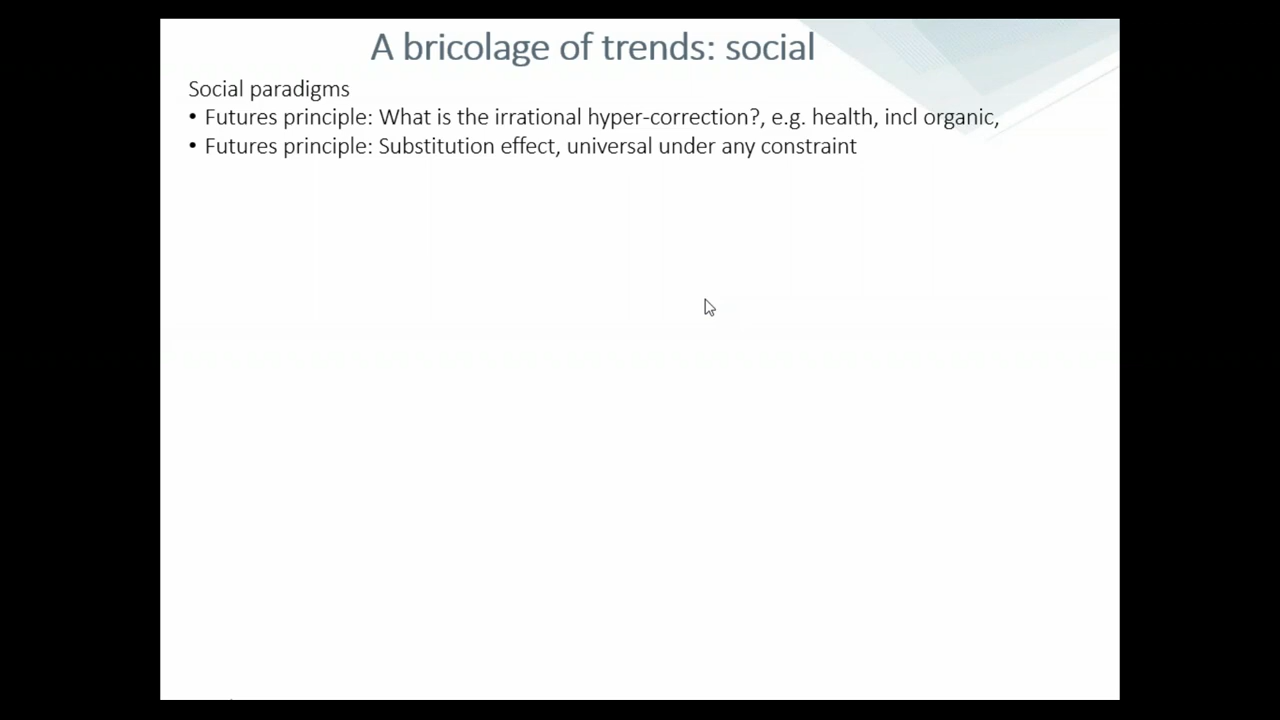 A bricolage of trends: social
Social paradigms
• Futures principle: What is the irrational hyper-correction?, e.g. health, incl organic,
• Futures principle: Substitution effect, universal under any constraint